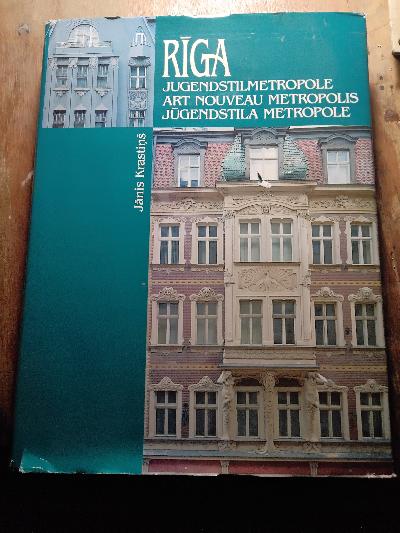 RĪGA
JUGENDSTILMETROPOLE
ART NOUVEAU METROPOLIS
JŪGENDSTILA METROPOLE
Jānis Krastiņš